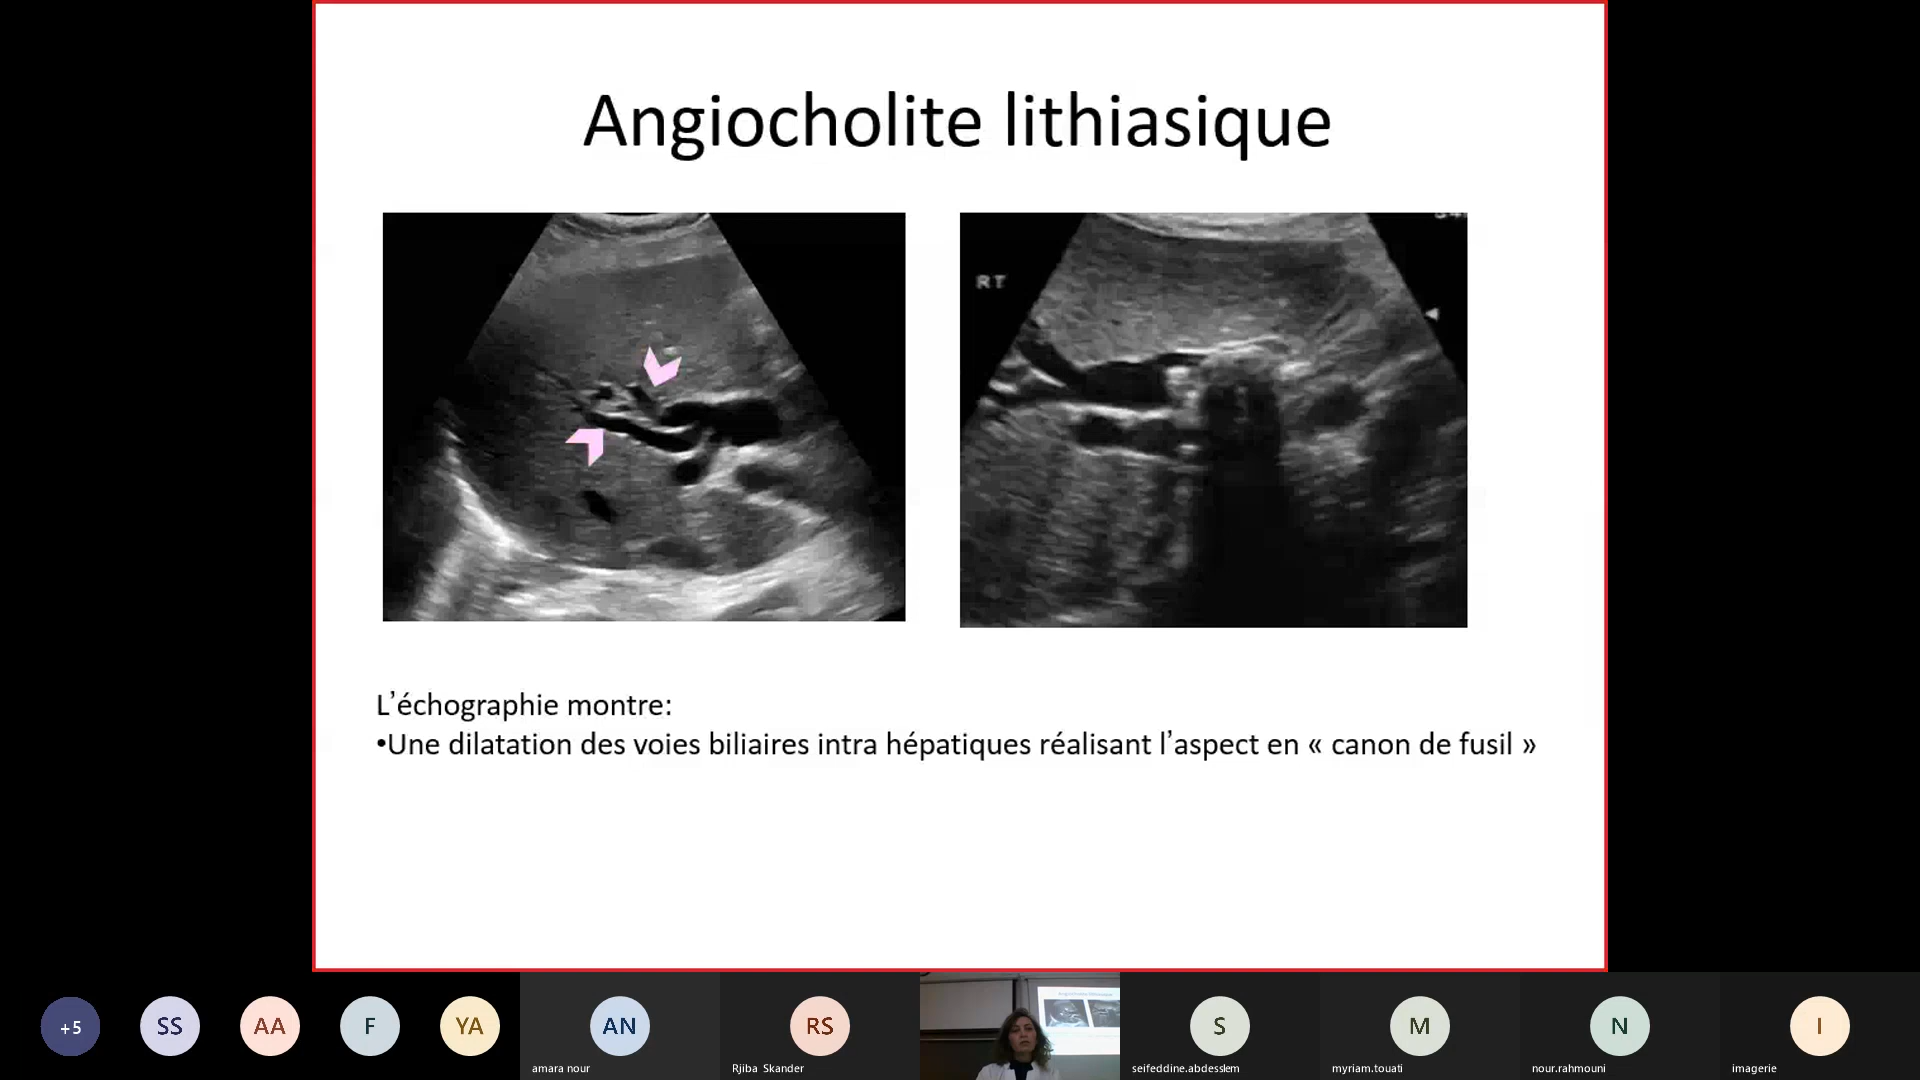 Angiocholite lithiasique
RT
L’échographie montre:
•Une dilatation des voies biliaires intra hépatiques réalisant l’aspect en « canon de fusil »
+5
SS
AA
F
YA
AN
RS
S
M
N
I
amara nour
Rjiba Skander
seifeddine.abdesslem
myriam.touati
nour.rahmouni
imagerie